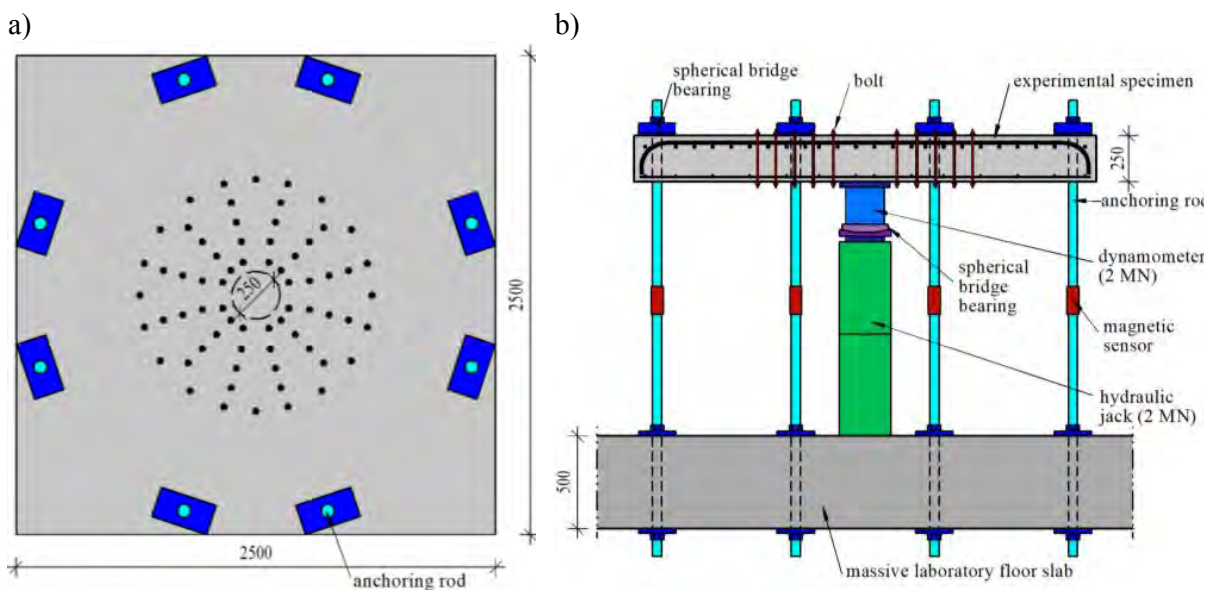 a)
250
2500
2500
anchoring rod
b)
spherical bridge
bearing
bolt
experimental specimen
250
anchoring rod
dynamometer
(2 MN)
spherical
bridge
bearing
magnetic
sensor
hydraulic
jack (2 MN)
500
massive laboratory floor slab